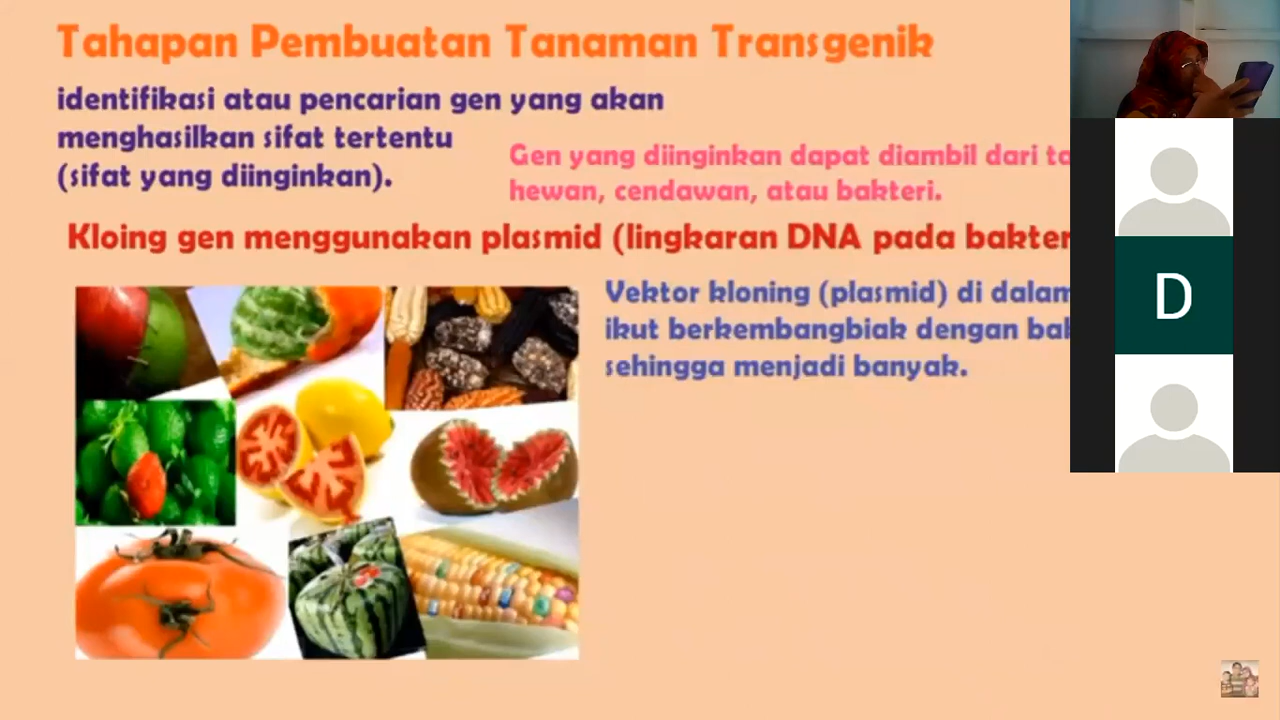 Tahapan Pembuatan Tanaman Transgenik
identifikasi atau pencarian gen yang akan
menghasilkan sifat tertentu
(sifat yang diinginkan).
Gen yang diinginkan dapat diambil dari
hewan, cendawan, atau bakteri.
Kloing gen menggunakan plasmid (lingkaran DNA pada
Vektor kloning (plasmid) di dalam
ikut berkembangbiak dengan
sehingga menjadi banyak.
D